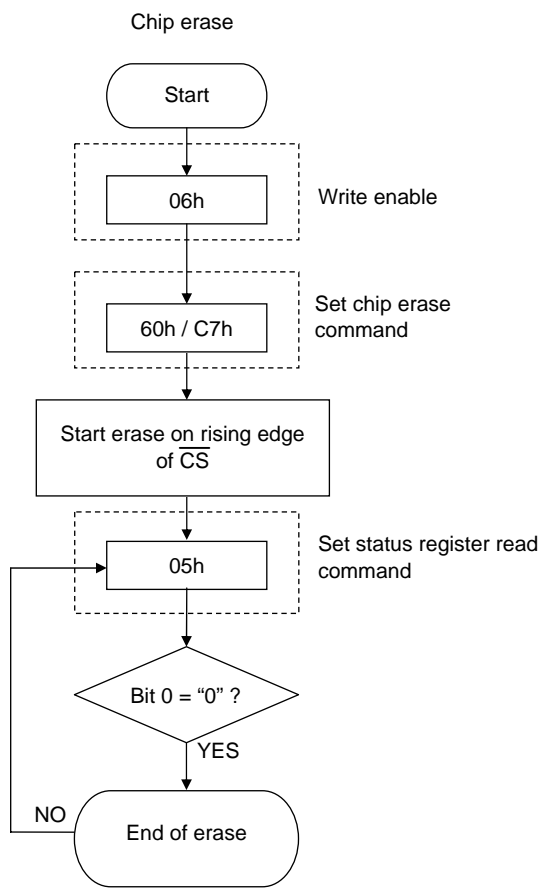 Chip erase
Start
06h
Write enable
60h / C7h
Set chip erase
command
Start erase on rising edge
of C̅S̅
05h
Set status register read
command
Bit 0 = “0” ?
YES
NO
End of erase